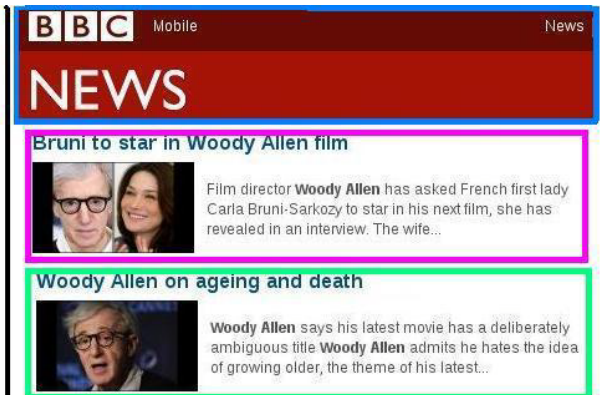 BBC Mobile News
NEWS
Bruni to star in Woody Allen film
Film director Woody Allen has asked French first lady
Carla Bruni-Sarkozy to star in his next film, she has
revealed in an interview. The wife...
Woody Allen on ageing and death
Woody Allen says his latest movie has a deliberately
ambiguous title Woody Allen admits he hates the idea
of growing older, the theme of his latest...